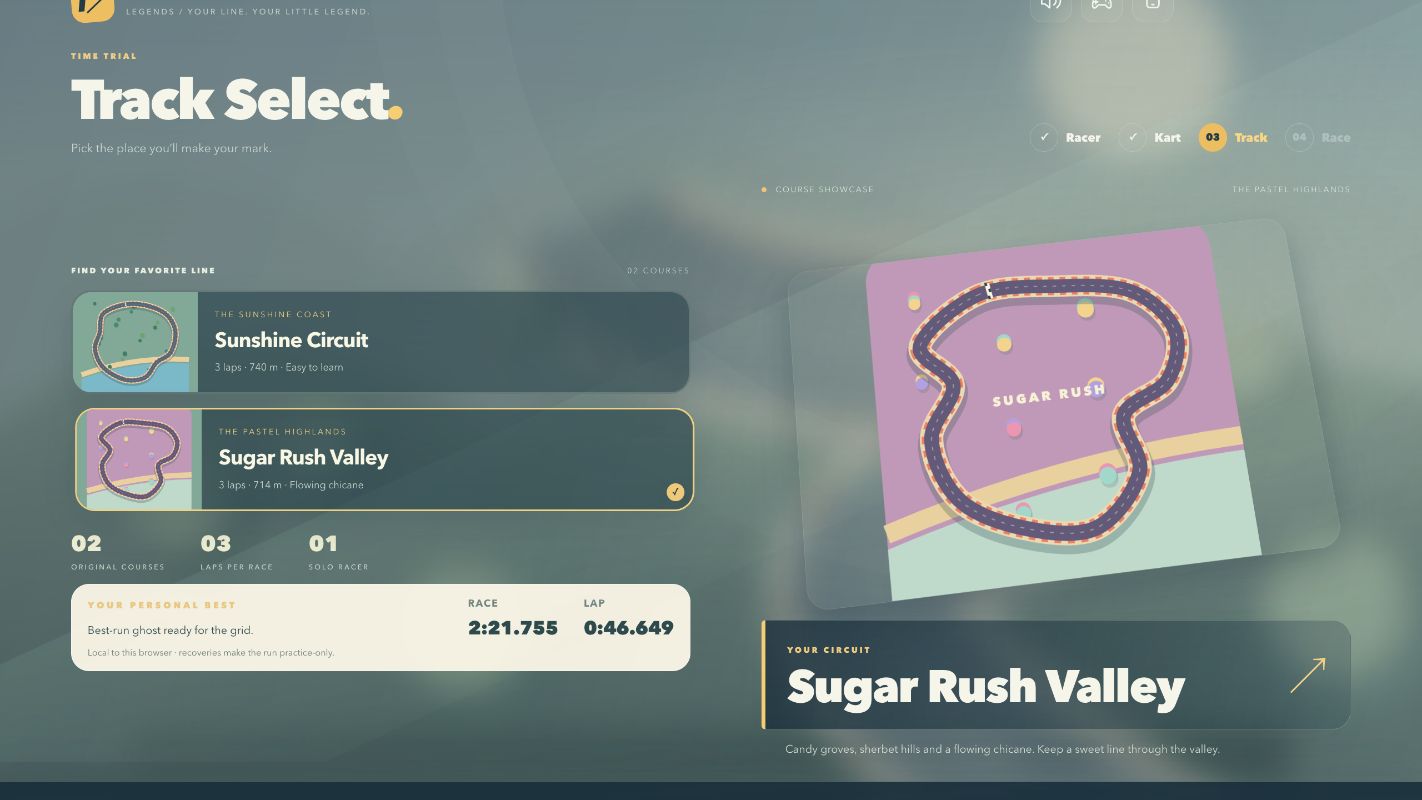 LEGENDS / YOUR LINE. YOUR LITTLE LEGEND.
TIME TRIAL
Track Select.
Pick the place you'll make your mark.
✓ Racer ✓ Kart 03 Track 04 Race
COURSE SHOWCASE
THE PASTEL HIGHLANDS
FIND YOUR FAVORITE LINE
02 COURSES
THE SUNSHINE COAST
Sunshine Circuit
3 laps · 740 m · Easy to learn
THE PASTEL HIGHLANDS
Sugar Rush Valley
3 laps · 714 m · Flowing chicane
✓
02
ORIGINAL COURSES
03
LAPS PER RACE
01
SOLO RACER
YOUR PERSONAL BEST
Best-run ghost ready for the grid.
Local to this browser · recoveries make the run practice-only.
RACE
2:21.755
LAP
0:46.649
SUGAR RUSH
YOUR CIRCUIT
Sugar Rush Valley
Candy groves, sherbet hills and a flowing chicane. Keep a sweet line through the valley.